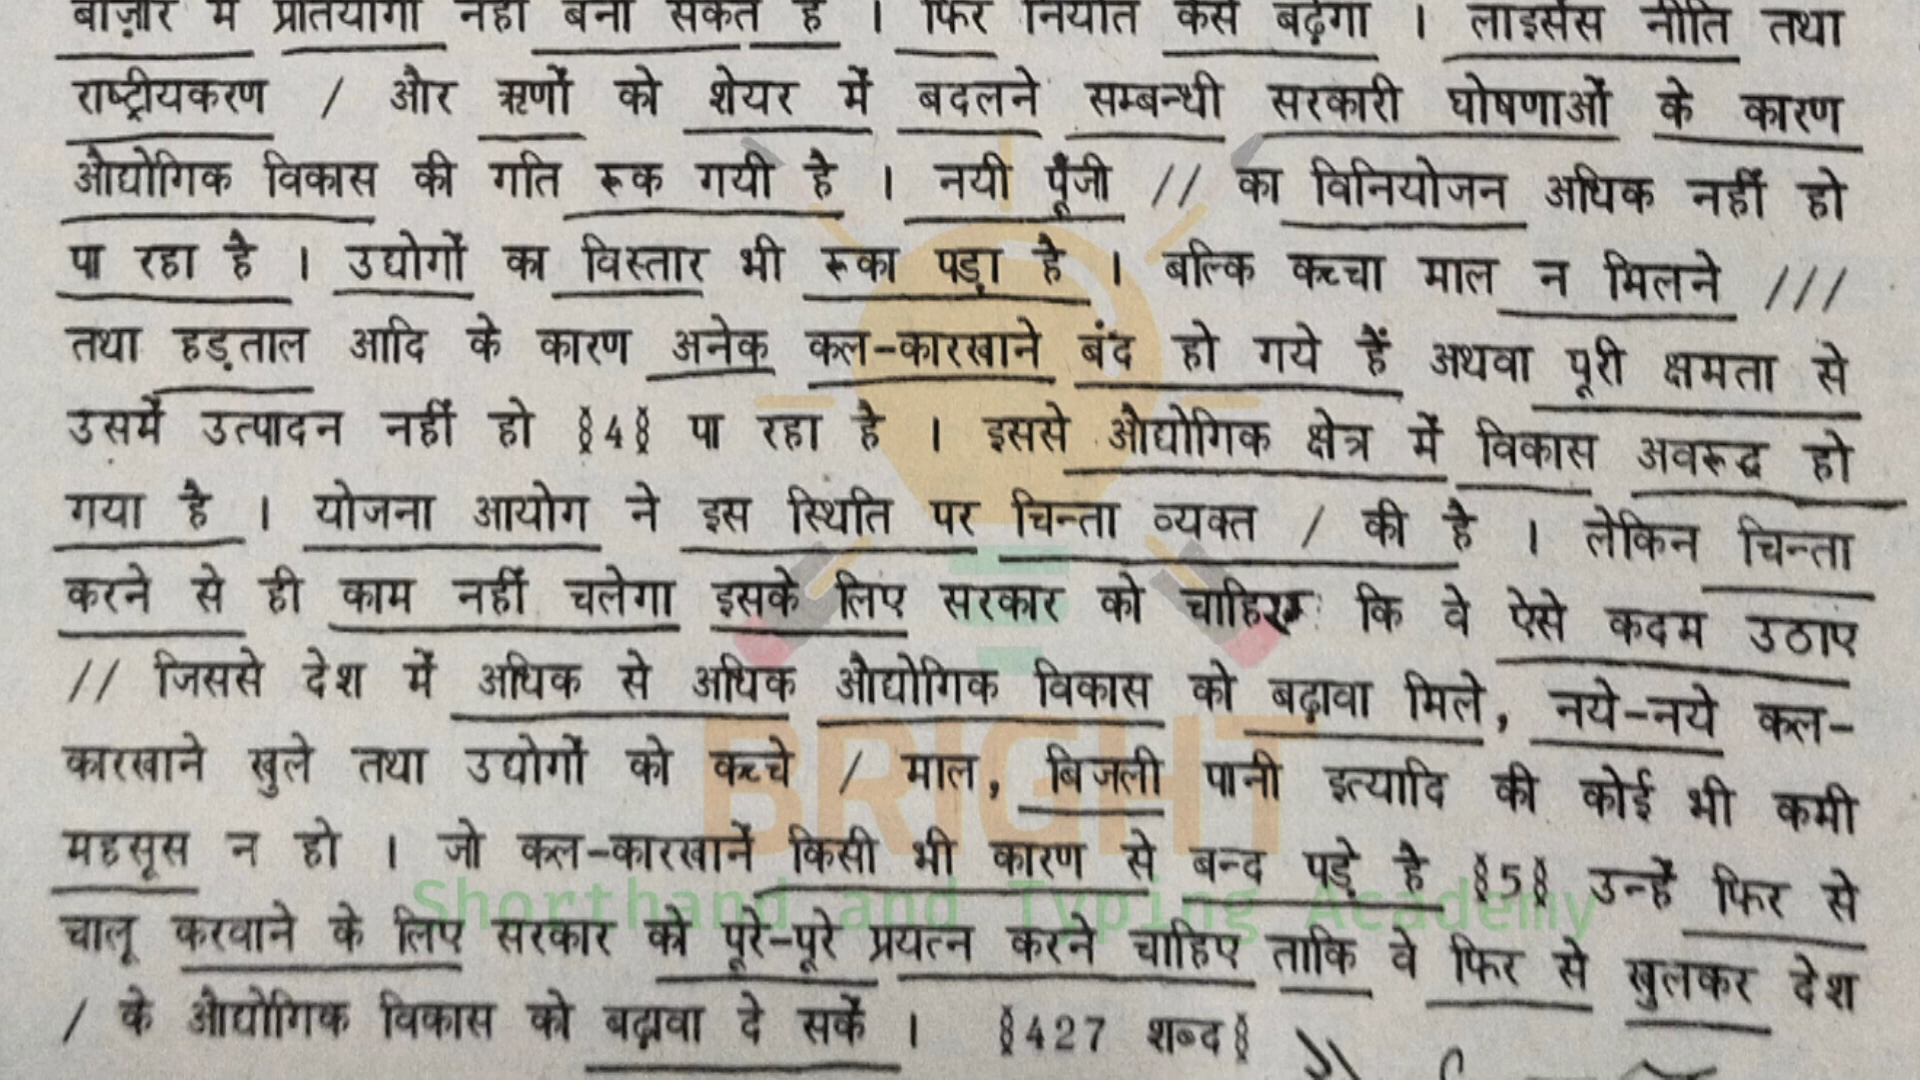 बाज़ार में प्रतियोगी नहीं बना सकते है । फिर निर्यात कैसे बढ़ेगा । लाइसेंस नीति तथा
राष्ट्रीयकरण / और ऋणों को शेयर में बदलने सम्बन्धी सरकारी घोषणाओं के कारण
औद्योगिक विकास की गति रूक गयी है । नयी पूँजी // का विनियोजन अधिक नहीं हो
पा रहा है । उद्योगों का विस्तार भी रूका पड़ा है । बल्कि कच्चा माल न मिलने ///
तथा हड़ताल आदि के कारण अनेक कल-कारखाने बंद हो गये हैं अथवा पूरी क्षमता से
उसमें उत्पादन नहीं हो §4§ पा रहा है । इससे औद्योगिक क्षेत्र में विकास अवरूद्ध हो
गया है । योजना आयोग ने इस स्थिति पर चिन्ता व्यक्त / की है । लेकिन चिन्ता
करने से ही काम नहीं चलेगा इसके लिए सरकार को चाहिए कि वे ऐसे कदम उठाए
// जिससे देश में अधिक से अधिक औद्योगिक विकास को बढ़ावा मिले, नये-नये कल-
कारखाने खुले तथा उद्योगों को कच्चे / माल, बिजली पानी इत्यादि की कोई भी कमी
महसूस न हो । जो कल-कारखानें किसी भी कारण से बन्द पड़े है §5§ उन्हें फिर से
चालू करवाने के लिए सरकार को पूरे-पूरे प्रयत्न करने चाहिए ताकि वे फिर से खुलकर देश
/ के औद्योगिक विकास को बढ़ावा दे सकें । §427 शब्द§
BRIGHT
Shorthand and Typing Academy